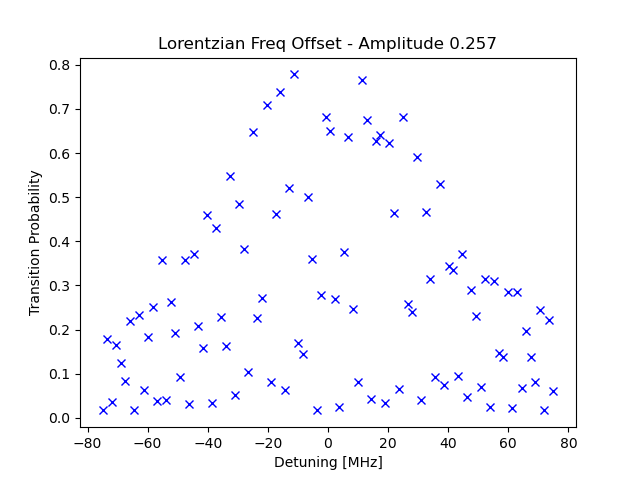 Lorentzian Freq Offset - Amplitude 0.257
0.8
0.7
0.6
0.5
0.4
0.3
0.2
0.1
0.0
Transition Probability
−80 −60 −40 −20 0 20 40 60 80
Detuning [MHz]